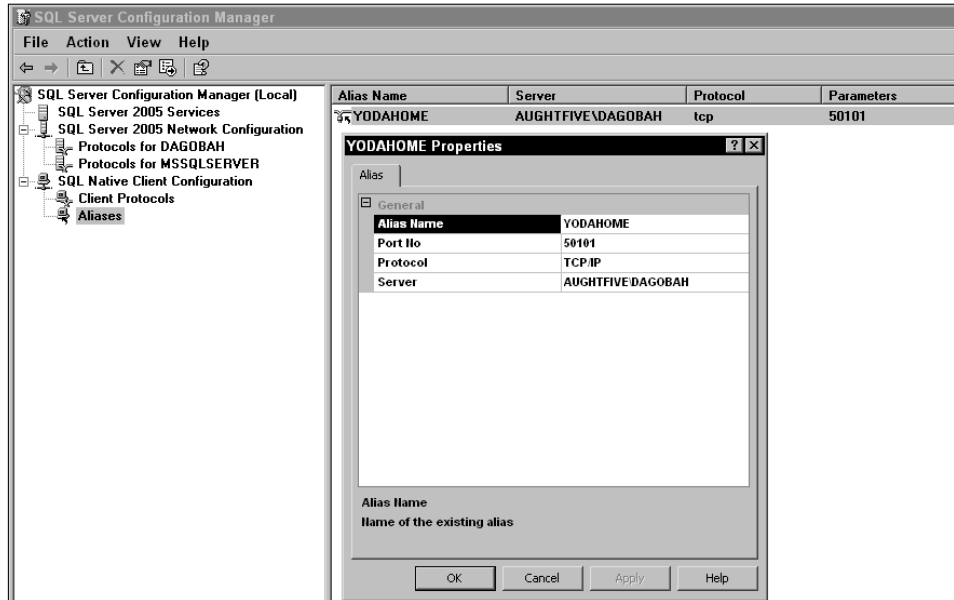 SQL Server Configuration Manager
File Action View Help
SQL Server Configuration Manager (Local)
SQL Server 2005 Services
SQL Server 2005 Network Configuration
Protocols for DAGOBAH
Protocols for MSSQLSERVER
SQL Native Client Configuration
Client Protocols
Aliases
Alias Name Server Protocol Parameters
YODAHOME AUGHTFIVE\DAGOBAH tcp 50101
YODAHOME Properties
Alias
General
Alias Name YODAHOME
Port No 50101
Protocol TCP/IP
Server AUGHTFIVE\DAGOBAH
Alias Name
Name of the existing alias
OK Cancel Apply Help